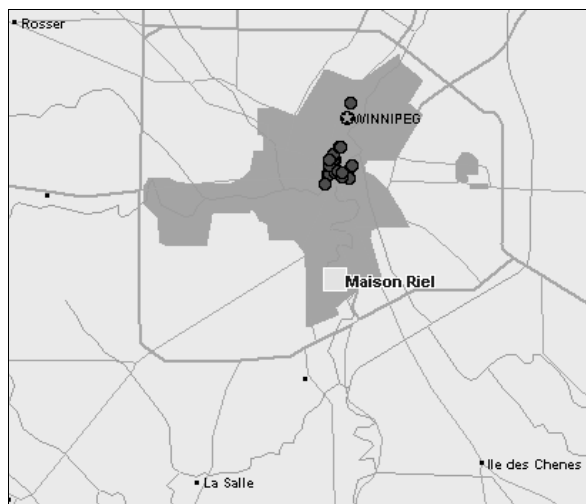 Rosser
WINNIPEG
Maison Riel
Ile des Chenes
La Salle